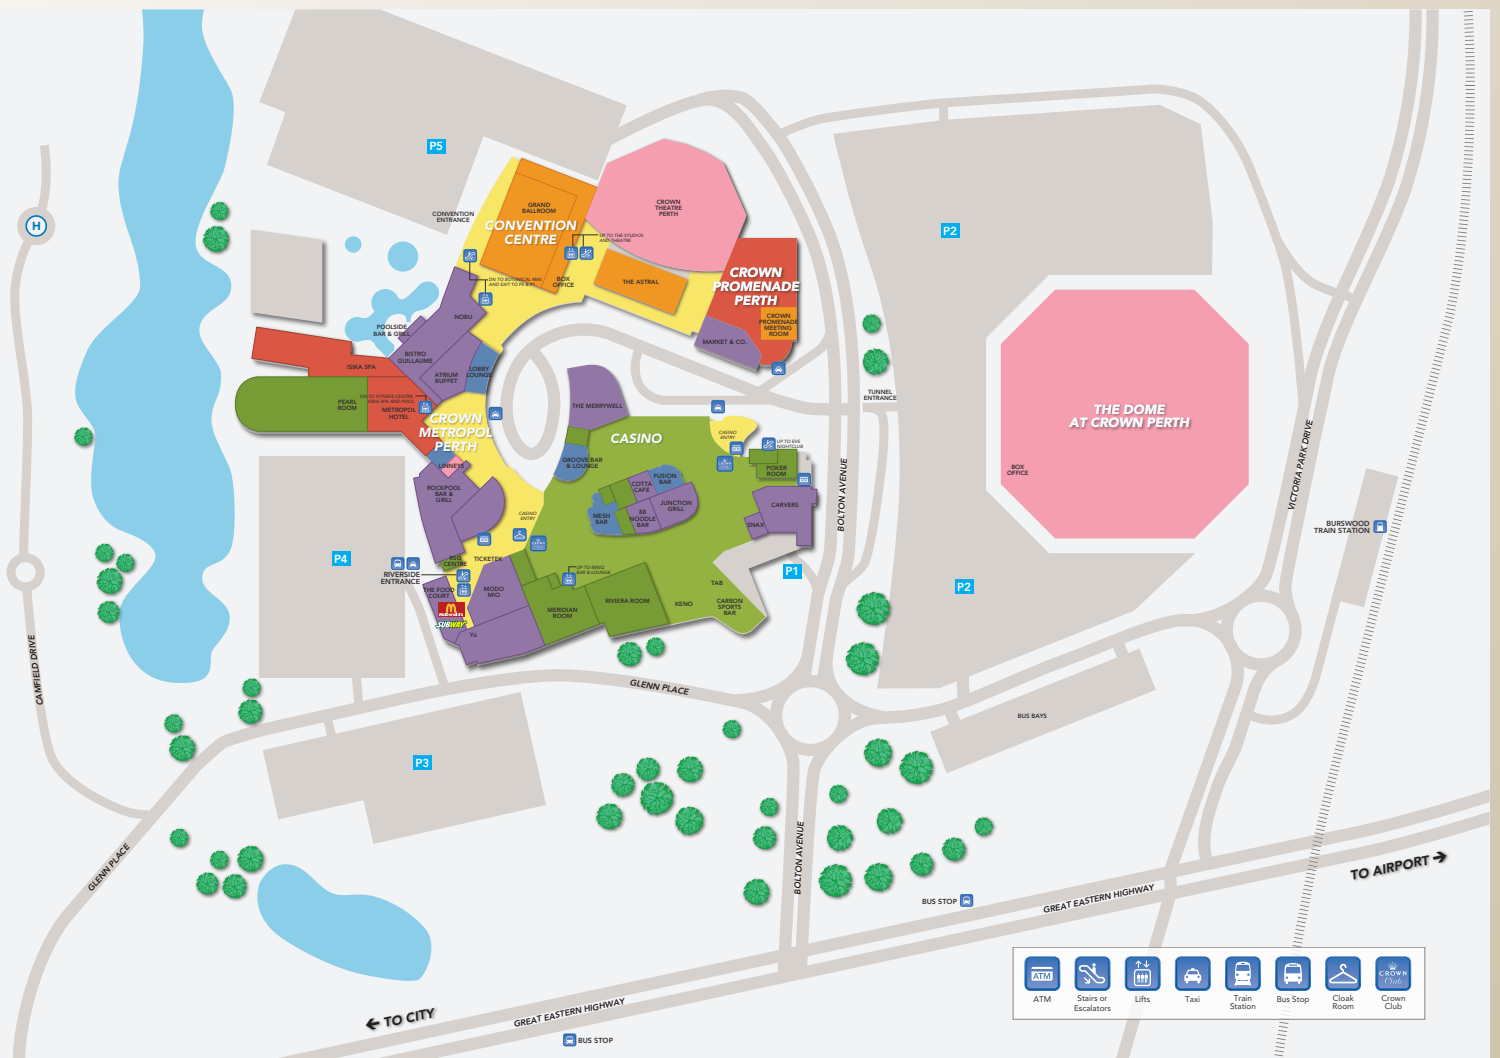 P5
H
CONVENTION
ENTRANCE
GRAND
BALLROOM
CONVENTION
CENTRE
UP TO THE STUDIOS
AND THEATRE
CROWN
THEATRE
PERTH
P2
BOX
OFFICE
THE ASTRAL
CROWN
PROMENADE
PERTH
CROWN
PROMENADE
MEETING
ROOM
MARKET & CO.
NOBU
POOLSIDE
BAR & GRILL
BISTRO
GUILLAUME
ATRIUM
BUFFET
LOBBY
LOUNGE
ISIKA SPA
PEARL
ROOM
METROPOL
HOTEL
CROWN
METROPOL
PERTH
LINNEYS
ROCKPOOL
BAR &
GRILL
THE MERRYWELL
CASINO
GROOVE BAR
& LOUNGE
CASINO
ENTRY
UP TO EVE
NIGHTCLUB
POKER
ROOM
COTTA
CAFE
FUSION
BAR
JUNCTION
GRILL
88
NOODLE
BAR
MESH
BAR
CARVERS
SNAX
CASINO
ENTRY
TUNNEL
ENTRANCE
THE DOME
AT CROWN PERTH
BOX
OFFICE
BURSWOOD
TRAIN STATION
VICTORIA PARK DRIVE
BOLTON AVENUE
P4
RIVERSIDE
ENTRANCE
RSG
CENTRE
TICKETEK
THE FOOD
COURT
McDonald's
SUBWAY
MODO
MIO
Yú
UP TO MINQ
BAR & LOUNGE
MERIDIAN
ROOM
RIVIERA ROOM
KENO
TAB
CARBON
SPORTS
BAR
P1
P2
CAMFIELD DRIVE
GLENN PLACE
BUS BAYS
P3
GLENN PLACE
BOLTON AVENUE
TO AIRPORT
BUS STOP
GREAT EASTERN HIGHWAY
TO CITY
GREAT EASTERN HIGHWAY
BUS STOP
ATM
CROWN
Club
ATM
Stairs or
Escalators
Lifts
Taxi
Train
Station
Bus Stop
Cloak
Room
Crown
Club